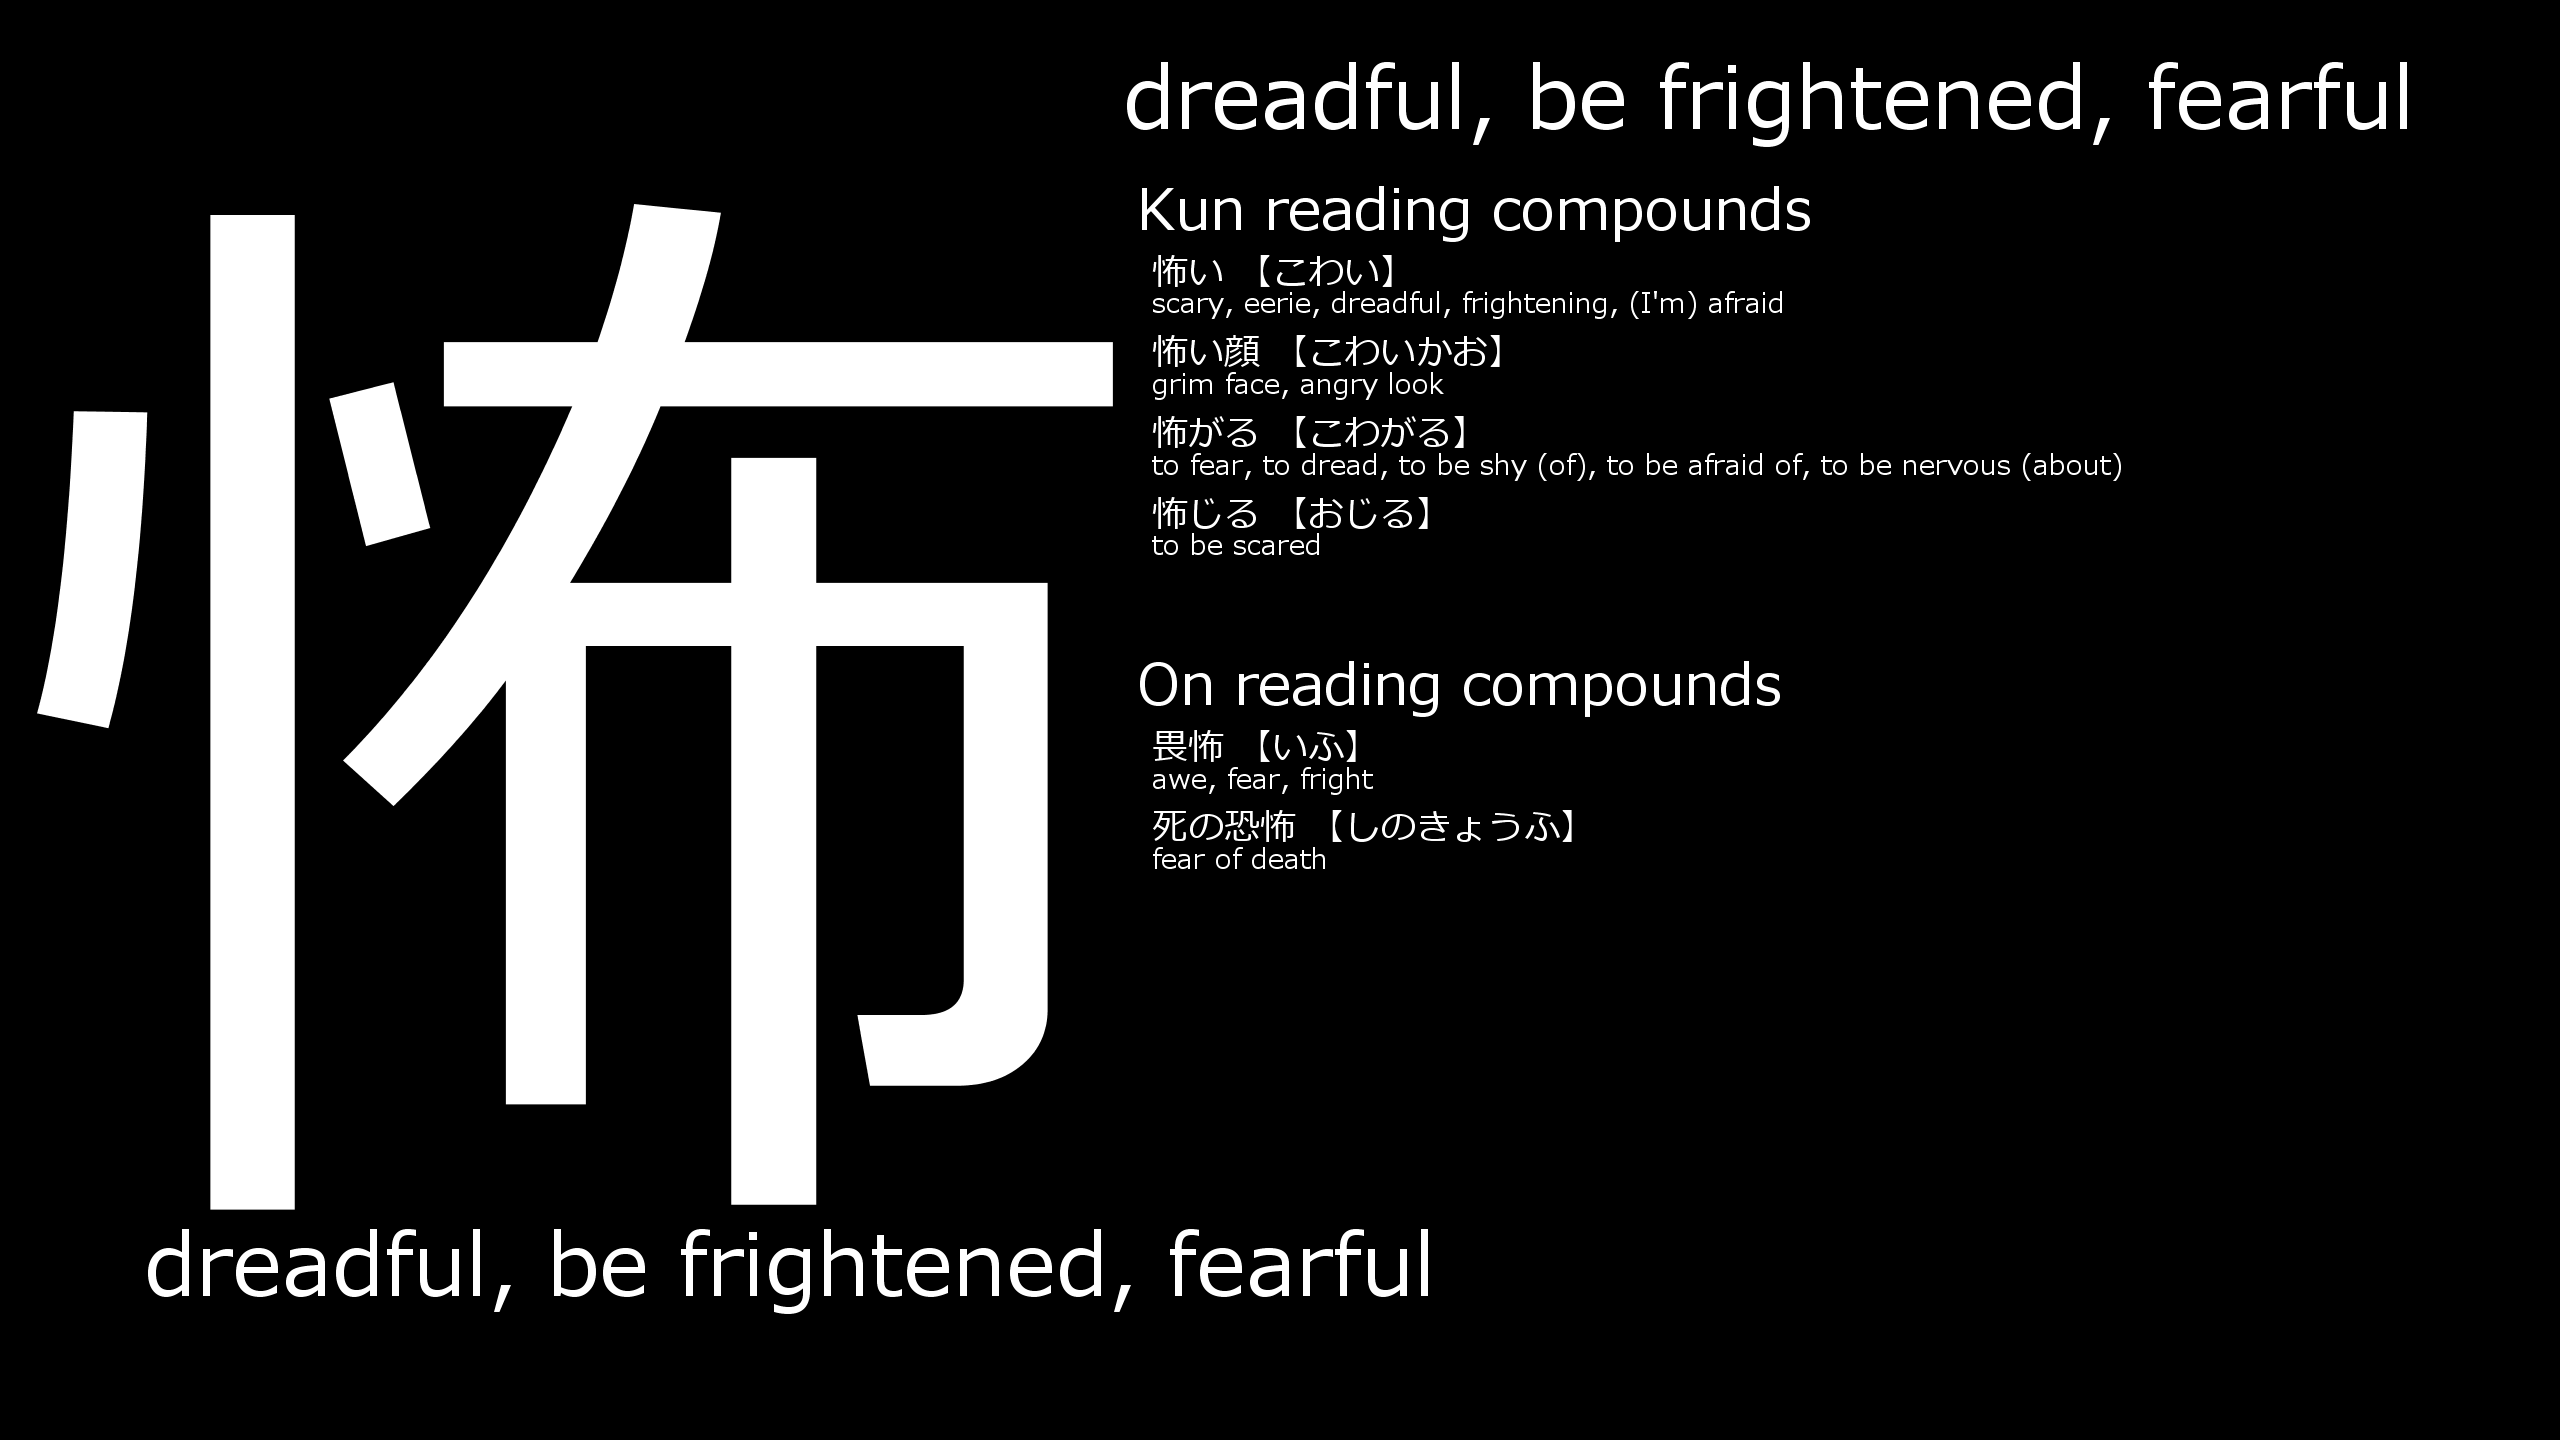 怖
dreadful, be frightened, fearful
dreadful, be frightened, fearful
Kun reading compounds
怖い 【こわい】
scary, eerie, dreadful, frightening, (I'm) afraid
怖い顔 【こわいかお】
grim face, angry look
怖がる 【こわがる】
to fear, to dread, to be shy (of), to be afraid of, to be nervous (about)
怖じる 【おじる】
to be scared
On reading compounds
畏怖 【いふ】
awe, fear, fright
死の恐怖 【しのきょうふ】
fear of death